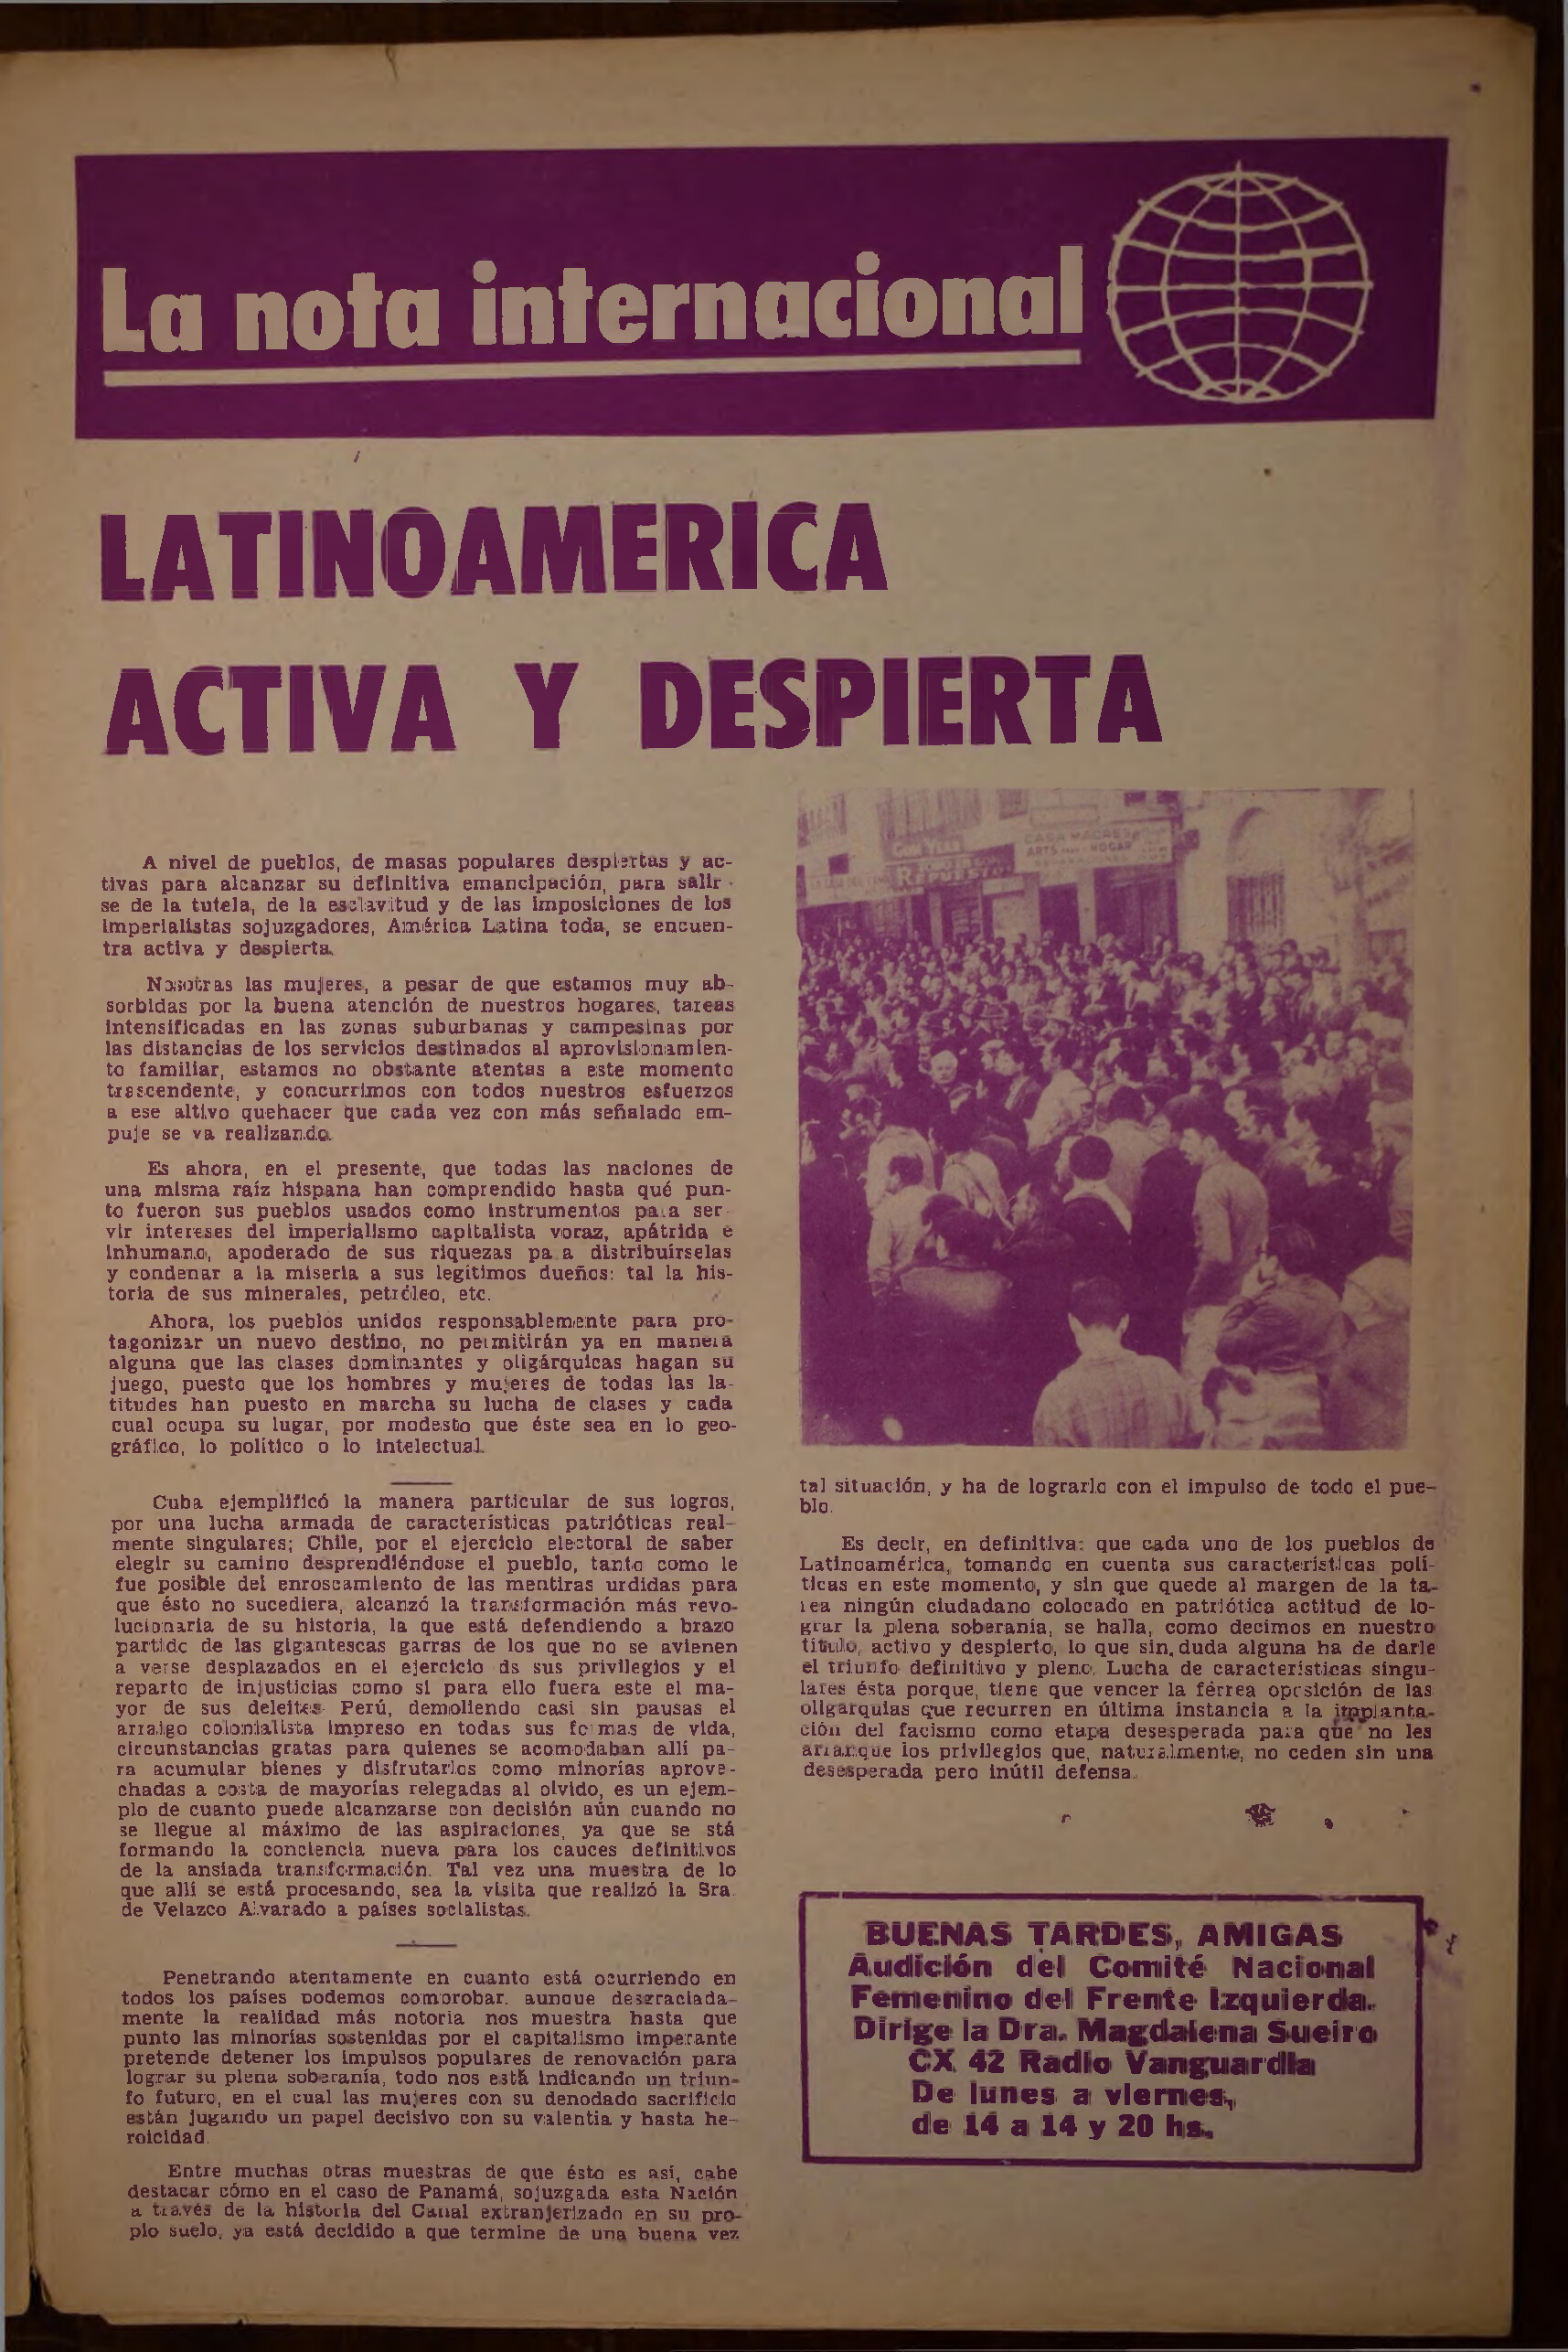 La nota internacional
LATINOAMERICA
ACTIVA Y DESPIERTA
A nivel de pueblos, de masas populares despiertas y ac-
tivas para alcanzar su definitiva emancipación, para salir-
se de la tutela, de la esclavitud y de las imposiciones de los
imperialistas sojuzgadores, América Latina toda, se encuen-
tra activa y despierta.
Nosotras las mujeres, a pesar de que estamos muy ab-
sorbidas por la buena atención de nuestros hogares, tareas
intensificadas en las zonas suburbanas y campesinas por
las distancias de los servicios destinados al aprovisionamien-
to familiar, estamos no obstante atentas a este momento
trascendente, y concurrimos con todos nuestros esfuerzos
a ese altivo quehacer que cada vez con más señalado em-
puje se va realizando.
Es ahora, en el presente, que todas las naciones de
una misma raíz hispana han comprendido hasta qué pun-
to fueron sus pueblos usados como instrumentos para ser-
vir intereses del imperialismo capitalista voraz, apátrida e
inhumano, apoderado de sus riquezas para distribuírselas
y condenar a la miseria a sus legítimos dueños: tal la his-
toria de sus minerales, petróleo, etc.
Ahora, los pueblos unidos responsablemente para pro-
tagonizar un nuevo destino, no permitirán ya en manera
alguna que las clases dominantes y oligárquicas hagan su
juego, puesto que los hombres y mujeres de todas las la-
titudes han puesto en marcha su lucha de clases y cada
cual ocupa su lugar, por modesto que éste sea en lo geo-
gráfico, lo político o lo intelectual.
Cuba ejemplificó la manera particular de sus logros,
por una lucha armada de características patrióticas real-
mente singulares; Chile, por el ejercicio electoral de saber
elegir su camino desprendiéndose el pueblo, tanto como le
fue posible del enroscamiento de las mentiras urdidas para
que ésto no sucediera, alcanzó la transformación más revo-
lucionaria de su historia, la que está defendiendo a brazo
partido de las gigantescas garras de los que no se avienen
a verse desplazados en el ejercicio ds sus privilegios y el
reparto de injusticias como si para ello fuera este el ma-
yor de sus deleites. Perú, demoliendo casi sin pausas el
arraigo colonialista impreso en todas sus formas de vida,
circunstancias gratas para quienes se acomodaban allí pa-
ra acumular bienes y disfrutarlos como minorías aprove-
chadas a costa de mayorías relegadas al olvido, es un ejem-
plo de cuanto puede alcanzarse con decisión aún cuando no
se llegue al máximo de las aspiraciones, ya que se stá
formando la conciencia nueva para los cauces definitivos
de la ansiada transformación. Tal vez una muestra de lo
que allí se está procesando, sea la visita que realizó la Sra.
de Velazco Alvarado a países socialistas.
Penetrando atentamente en cuanto está ocurriendo en
todos los países podemos comprobar. aunque desgraciada-
mente la realidad más notoria nos muestra hasta que
punto las minorías sostenidas por el capitalismo imperante
pretende detener los impulsos populares de renovación para
lograr su plena soberanía, todo nos está indicando un triun-
fo futuro, en el cual las mujeres con su denodado sacrificio
están jugando un papel decisivo con su valentía y hasta he-
roicidad.
Entre muchas otras muestras de que ésto es así, cabe
destacar cómo en el caso de Panamá, sojuzgada esta Nación
a través de la historia del Canal extranjerizado en su pro-
pio suelo, ya está decidido a que termine de una buena vez
CASA MACRES
ARTS HOGAR
REPUESTOS
tal situación, y ha de lograrlo con el impulso de todo el pue-
blo.
Es decir, en definitiva: que cada uno de los pueblos de
Latinoamérica, tomando en cuenta sus características polí-
ticas en este momento, y sin que quede al margen de la ta-
rea ningún ciudadano colocado en patriótica actitud de lo-
grar la plena soberanía, se halla, como decimos en nuestro
título, activo y despierto, lo que sin, duda alguna ha de darle
el triunfo definitivo y pleno. Lucha de características singu-
lares ésta porque, tiene que vencer la férrea oposición de las
oligarquías que recurren en última instancia a la implanta-
ción del facismo como etapa desesperada para que no les
arranque los privilegios que, naturalmente, no ceden sin una
desesperada pero inútil defensa.
BUENAS TARDES, AMIGAS
Audición del Comité Nacional
Femenino del Frente Izquierda.
Dirige la Dra. Magdalena Sueiro
CX 42 Radio Vanguardia
De lunes a viernes,
de 14 a 14 y 20 hs.